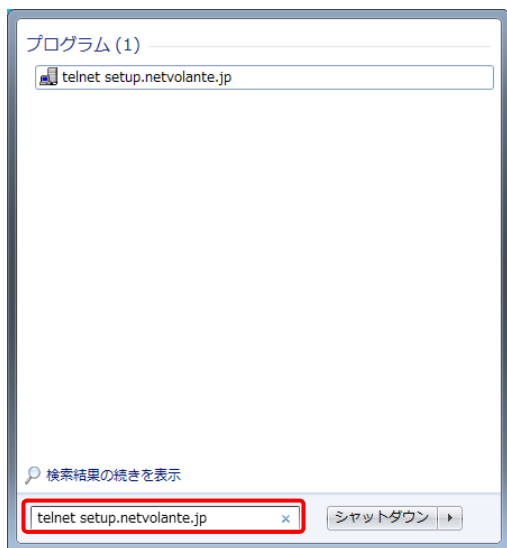 プログラム (1)
telnet setup.netvolante.jp
検索結果の続きを表示
telnet setup.netvolante.jp ×
シャットダウン